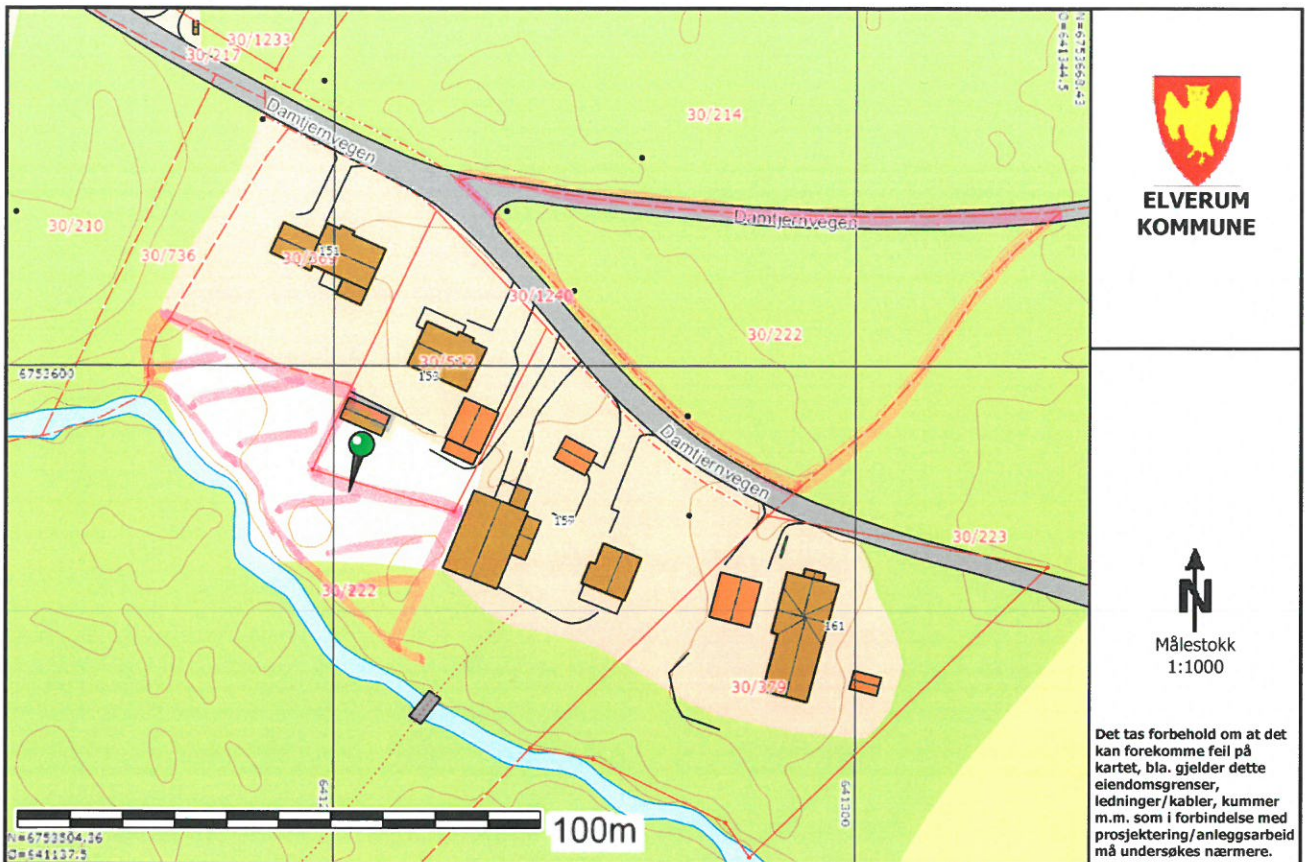 30/1233
30/217
Damtjernvegen
30/214
N=6753660.43
Ø=641344.5
30/210
30/736
151
Damtjernvegen
30/1240
30/222
6753600
153
Damtjernvegen
157
30/223
30/222
161
30/379
6412
641300
100m
N=6753504.36
Ø=641137.5
ELVERUM
KOMMUNE
N
Målestokk
1:1000
Det tas forbehold om at det
kan forekomme feil på
kartet, bla. gjelder dette
eiendomsgrenser,
ledninger/kabler, kummer
m.m. som i forbindelse med
prosjektering/anleggsarbeid
må undersøkes nærmere.